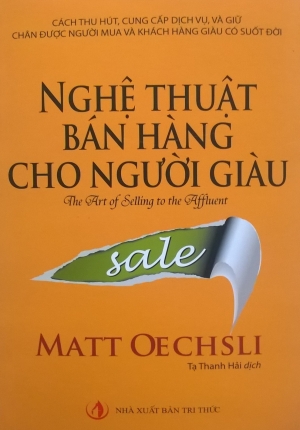 CÁCH THU HÚT, CUNG CẤP DỊCH VỤ, VÀ GIỮ
CHÂN ĐƯỢC NGƯỜI MUA VÀ KHÁCH HÀNG GIÀU CÓ SUỐT ĐỜI
NGHỆ THUẬT
BÁN HÀNG
CHO NGƯỜI GIÀU
The Art of Selling to the Affluent
sale
MATT OECHSLI
Tạ Thanh Hải dịch
NHÀ XUẤT BẢN TRI THỨC